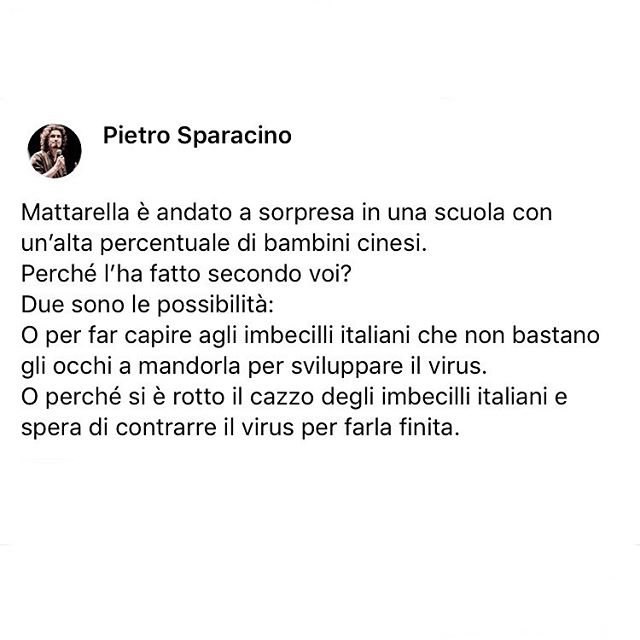 Pietro Sparacino
Mattarella è andato a sorpresa in una scuola con
un’alta percentuale di bambini cinesi.
Perché l’ha fatto secondo voi?
Due sono le possibilità:
O per far capire agli imbecilli italiani che non bastano
gli occhi a mandorla per sviluppare il virus.
O perché si è rotto il cazzo degli imbecilli italiani e
spera di contrarre il virus per farla finita.